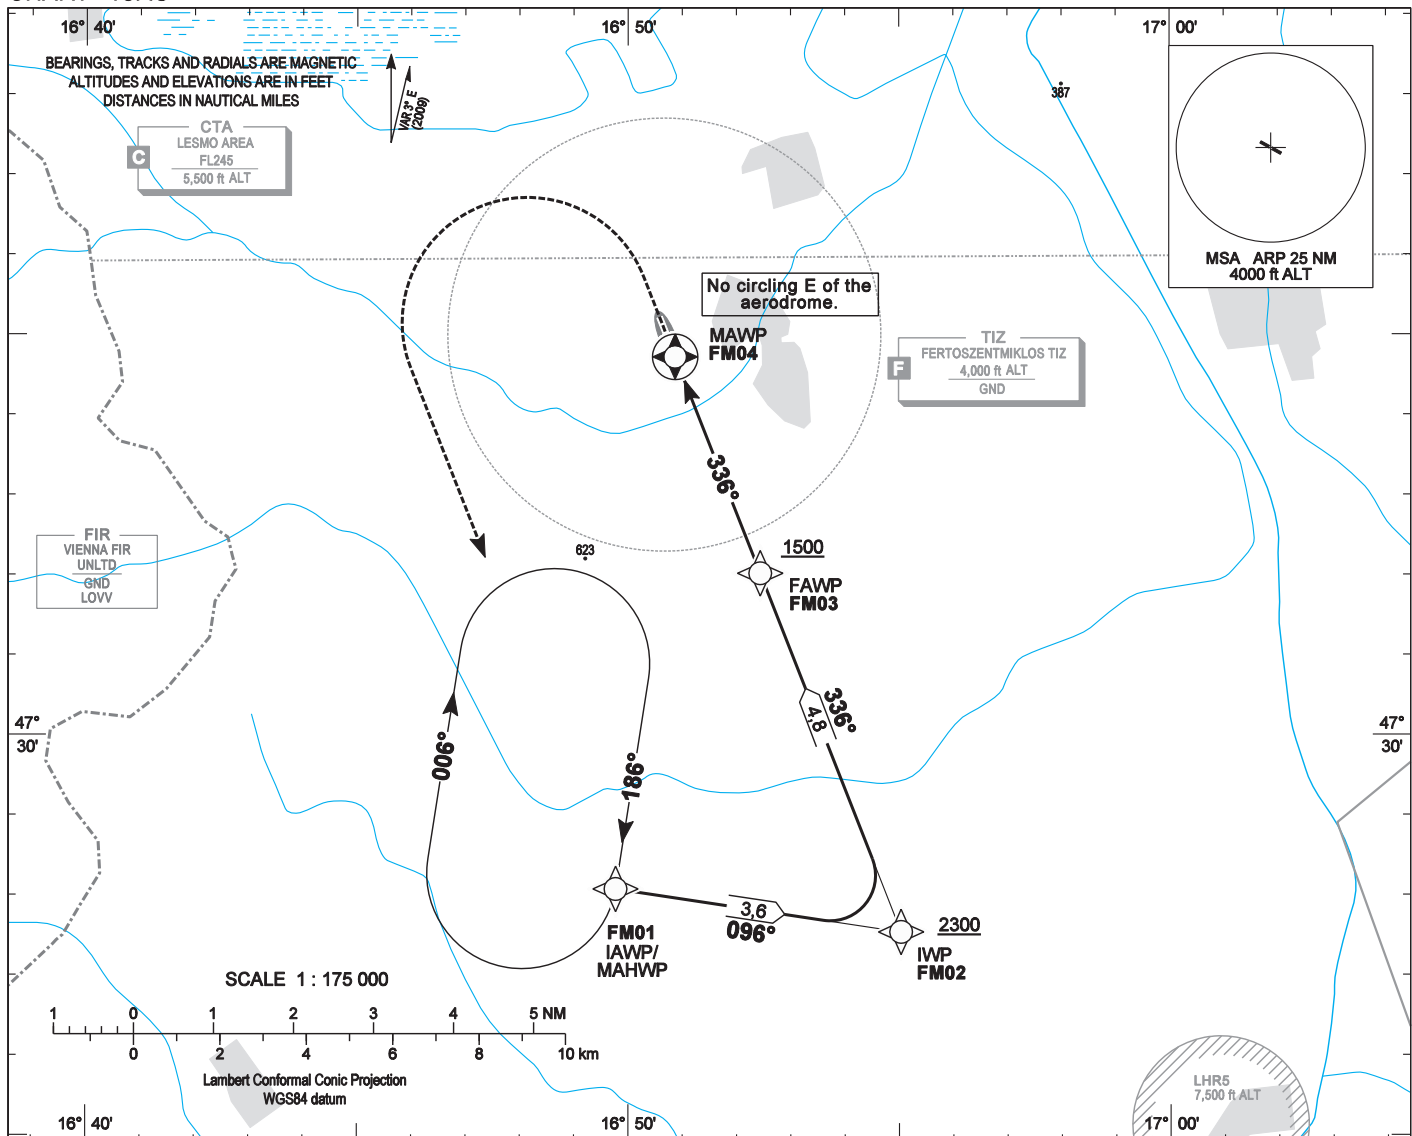 16° 40'
16° 50'
17° 00'
BEARINGS, TRACKS AND RADIALS ARE MAGNETIC
ALTITUDES AND ELEVATIONS ARE IN FEET
DISTANCES IN NAUTICAL MILES
VAR 3° E
(2009)
387
CTA
LESMO AREA
FL245
5,500 ft ALT
C
MSA ARP 25 NM
4000 ft ALT
No circling E of the
aerodrome.
MAWP
FM04
TIZ
FERTOSZENTMIKLOS TIZ
4,000 ft ALT
GND
F
336°
FIR
VIENNA FIR
UNLTD
GND
LOVV
623
1500
FAWP
FM03
336°
4,8
47°
30'
47°
30'
006°
186°
3,6
096°
FM01
IAWP/
MAHWP
2300
IWP
FM02
SCALE 1 : 175 000
1 0 1 2 3 4 5 NM
0 2 4 6 8 10 km
Lambert Conformal Conic Projection
WGS84 datum
LHR5
7,500 ft ALT
16° 40'
16° 50'
17° 00'